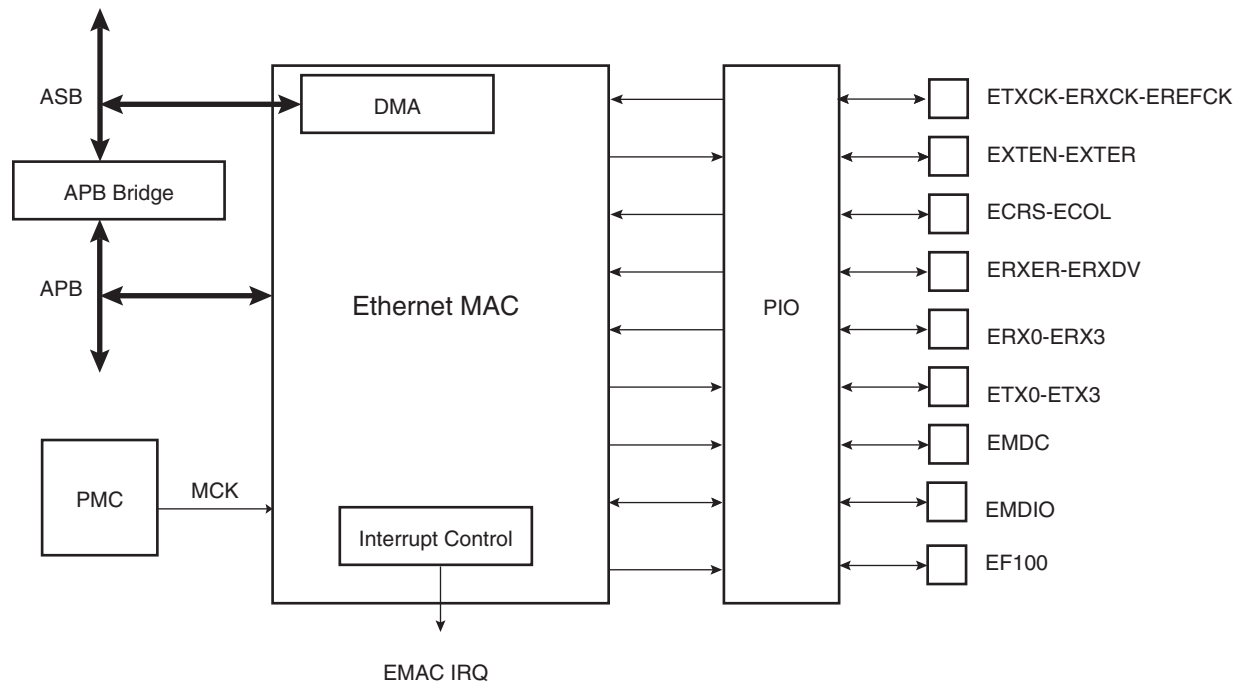 ASB
DMA
ETXCK-ERXCK-EREFCK
EXTEN-EXTER
APB Bridge
ECRS-ECOL
ERXER-ERXDV
APB
Ethernet MAC
PIO
ERX0-ERX3
ETX0-ETX3
EMDC
PMC
MCK
EMDIO
Interrupt Control
EF100
EMAC IRQ